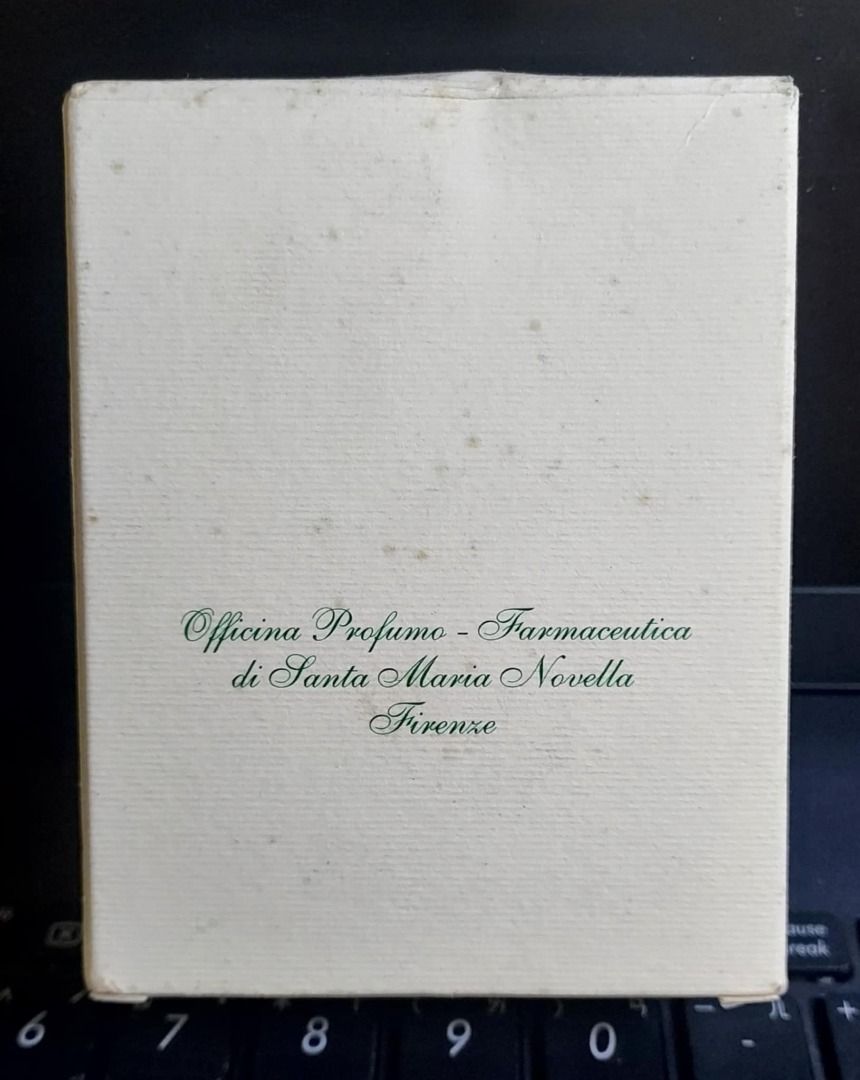 Officina Profumo - Farmaceutica
di Santa Maria Novella
Firenze
6 7 8 9 0 -